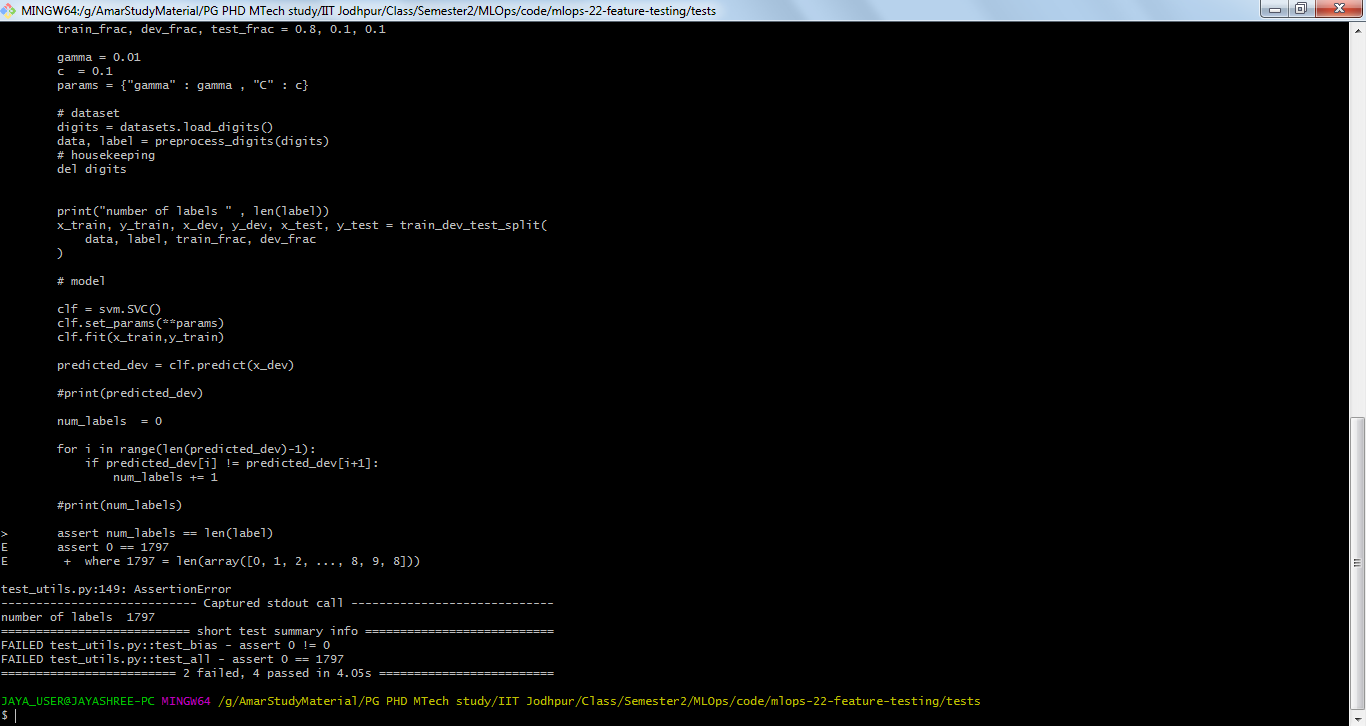 MINGW64:/g/AmarStudyMaterial/PG PHD MTech study/IIT Jodhpur/Class/Semester2/MLOps/code/mlops-22-feature-testing/tests
train_frac, dev_frac, test_frac = 0.8, 0.1, 0.1
gamma = 0.01
c  = 0.1
params = {"gamma" : gamma , "C" : c}
# dataset
digits = datasets.load_digits()
data, label = preprocess_digits(digits)
# housekeeping
del digits
print("number of labels " , len(label))
x_train, y_train, x_dev, y_dev, x_test, y_test = train_dev_test_split(
    data, label, train_frac, dev_frac
)
# model
clf = svm.SVC()
clf.set_params(**params)
clf.fit(x_train,y_train)
predicted_dev = clf.predict(x_dev)
#print(predicted_dev)
num_labels  = 0
for i in range(len(predicted_dev)-1):
    if predicted_dev[i] != predicted_dev[i+1]:
        num_labels += 1
#print(num_labels)
>       assert num_labels == len(label)
E       assert 0 == 1797
E        +  where 1797 = len(array([0, 1, 2, ..., 8, 9, 8]))
test_utils.py:149: AssertionError
---------------------------- Captured stdout call -----------------------------
number of labels  1797
=========================== short test summary info ===========================
FAILED test_utils.py::test_bias - assert 0 != 0
FAILED test_utils.py::test_all - assert 0 == 1797
========================= 2 failed, 4 passed in 4.05s =========================
JAYA_USER@JAYASHREE-PC MINGW64 /g/AmarStudyMaterial/PG PHD MTech study/IIT Jodhpur/Class/Semester2/MLOps/code/mlops-22-feature-testing/tests
$